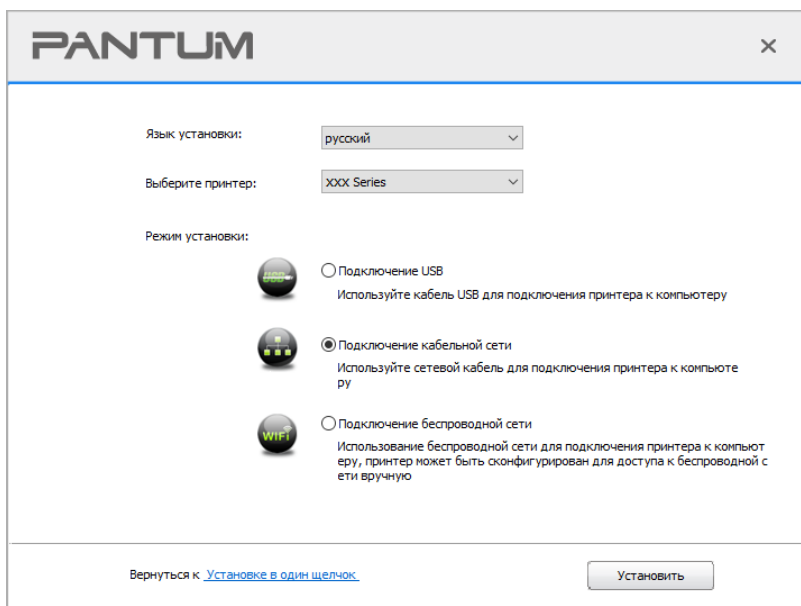 PANTUM
Язык установки:
русский
Выберите принтер:
XXX Series
Режим установки:
USB
Подключение USB
Используйте кабель USB для подключения принтера к компьютеру
Подключение кабельной сети
Используйте сетевой кабель для подключения принтера к компьюте
ру
WiFi
Подключение беспроводной сети
Использование беспроводной сети для подключения принтера к компьют
еру, принтер может быть сконфигурирован для доступа к беспроводной с
ети вручную
Вернуться к Установке в один щелчок
Установить